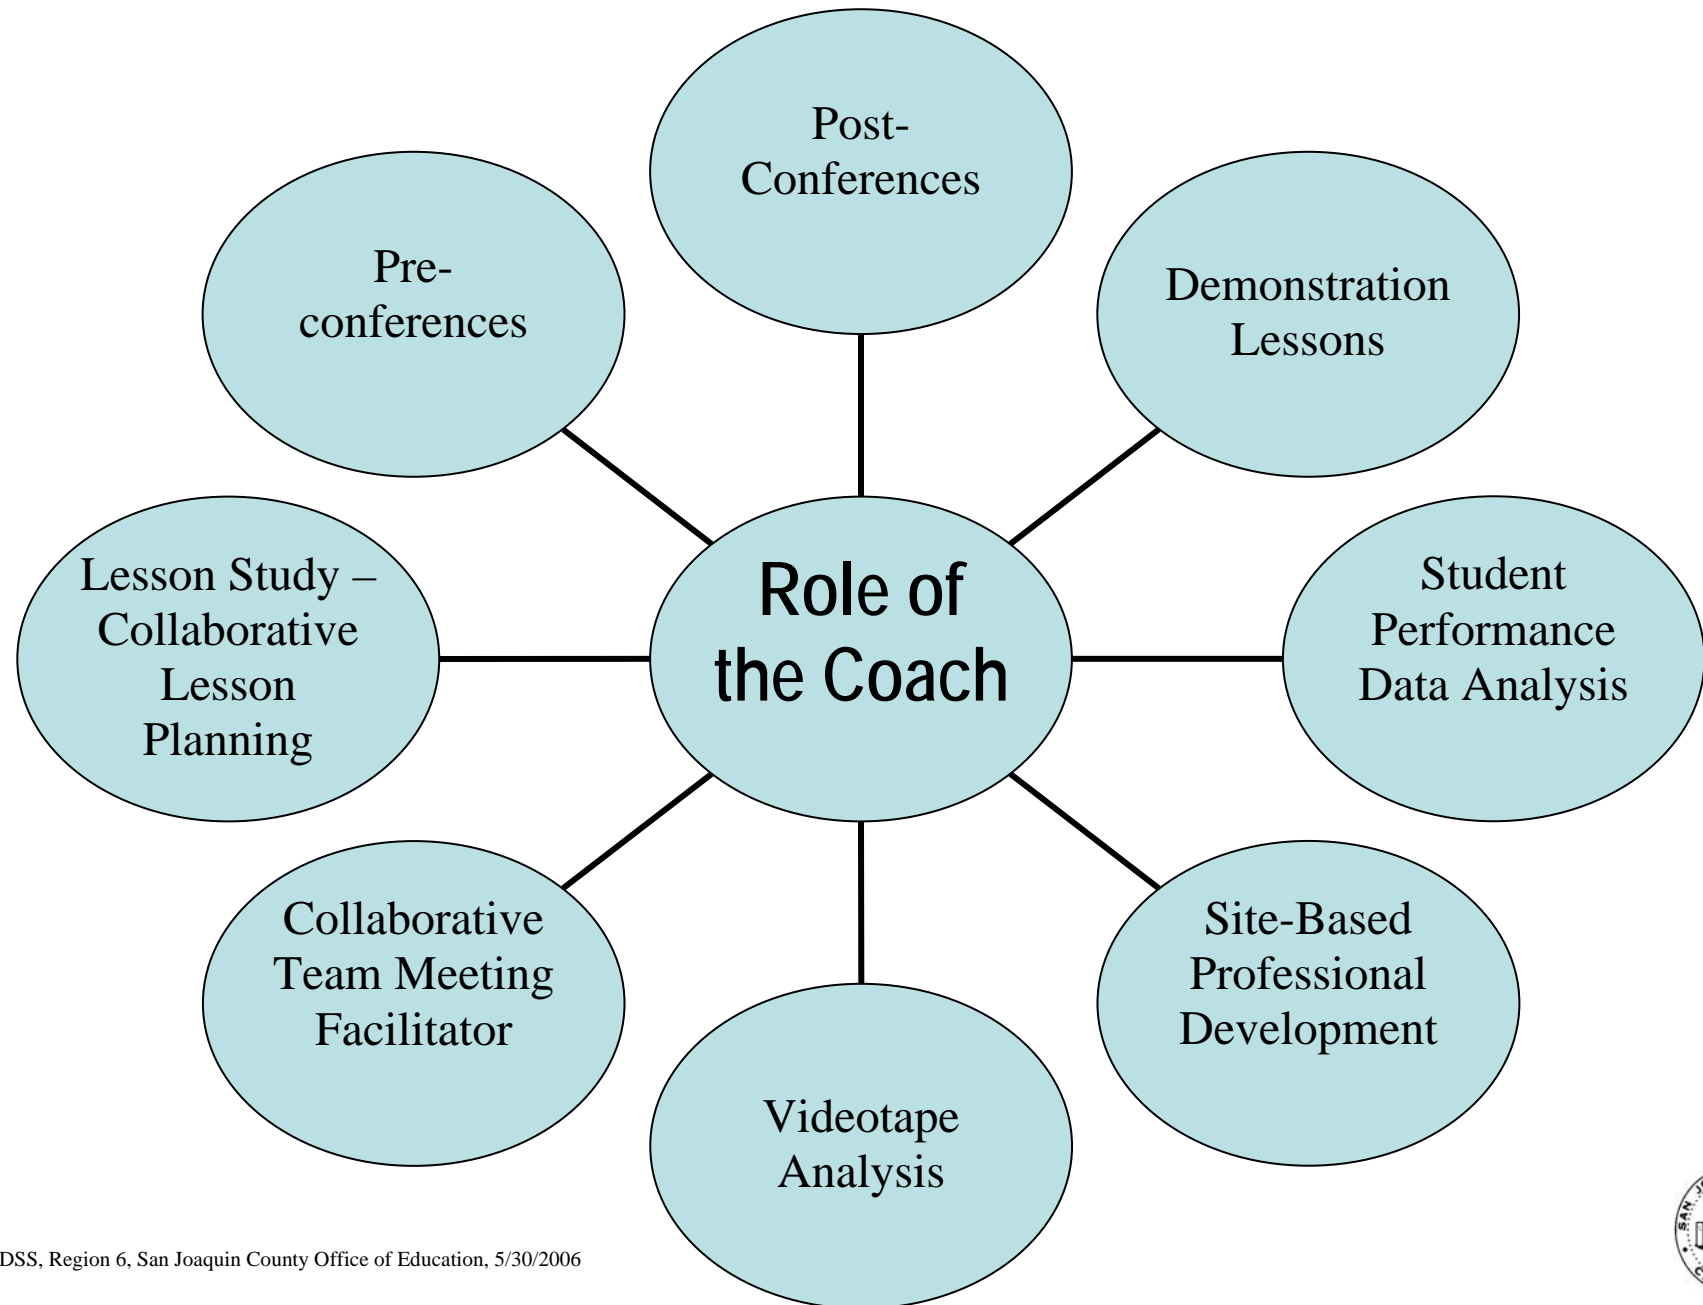 Post-
Conferences
Pre-
conferences
Demonstration
Lessons
Lesson Study –
Collaborative
Lesson
Planning
Role of
the Coach
Student
Performance
Data Analysis
Collaborative
Team Meeting
Facilitator
Site-Based
Professional
Development
Videotape
Analysis
DSS, Region 6, San Joaquin County Office of Education, 5/30/2006
SAN